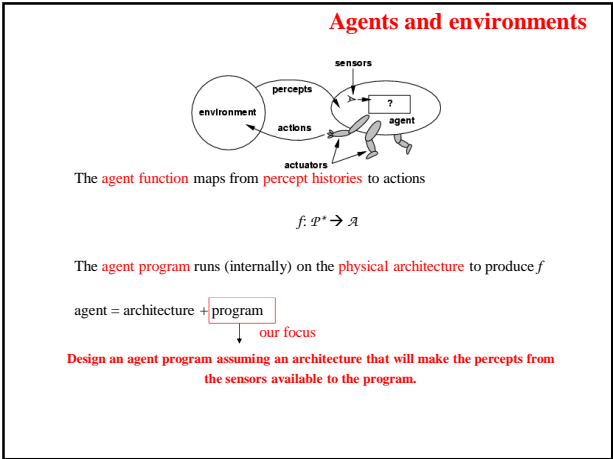 Agents and environments
sensors
percepts
?
environment
agent
actions
actuators
The agent function maps from percept histories to actions
f: 𝒫* → 𝒜
The agent program runs (internally) on the physical architecture to produce f
agent = architecture + program
our focus
Design an agent program assuming an architecture that will make the percepts from
the sensors available to the program.